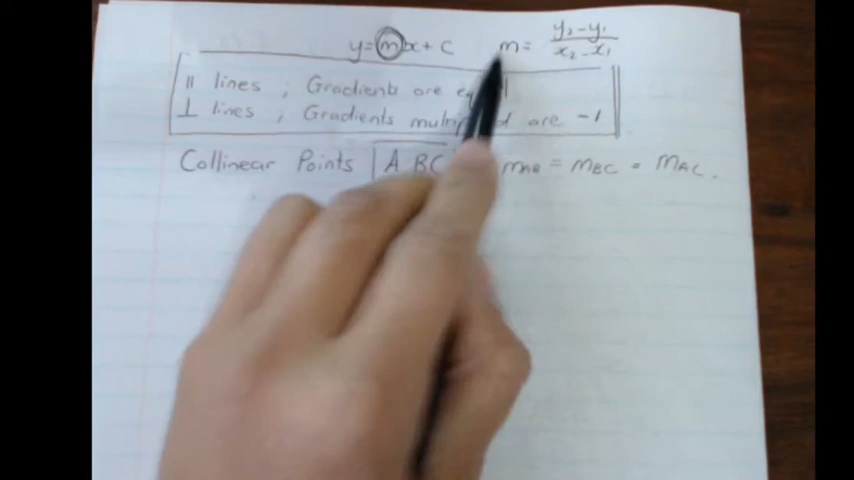 y=mx+c m= y₂-y₁/x₂-x₁
|| lines ; Gradients are
⊥ lines ; Gradients are -1
Collinear Points A BC mAB = mBC = mAC.